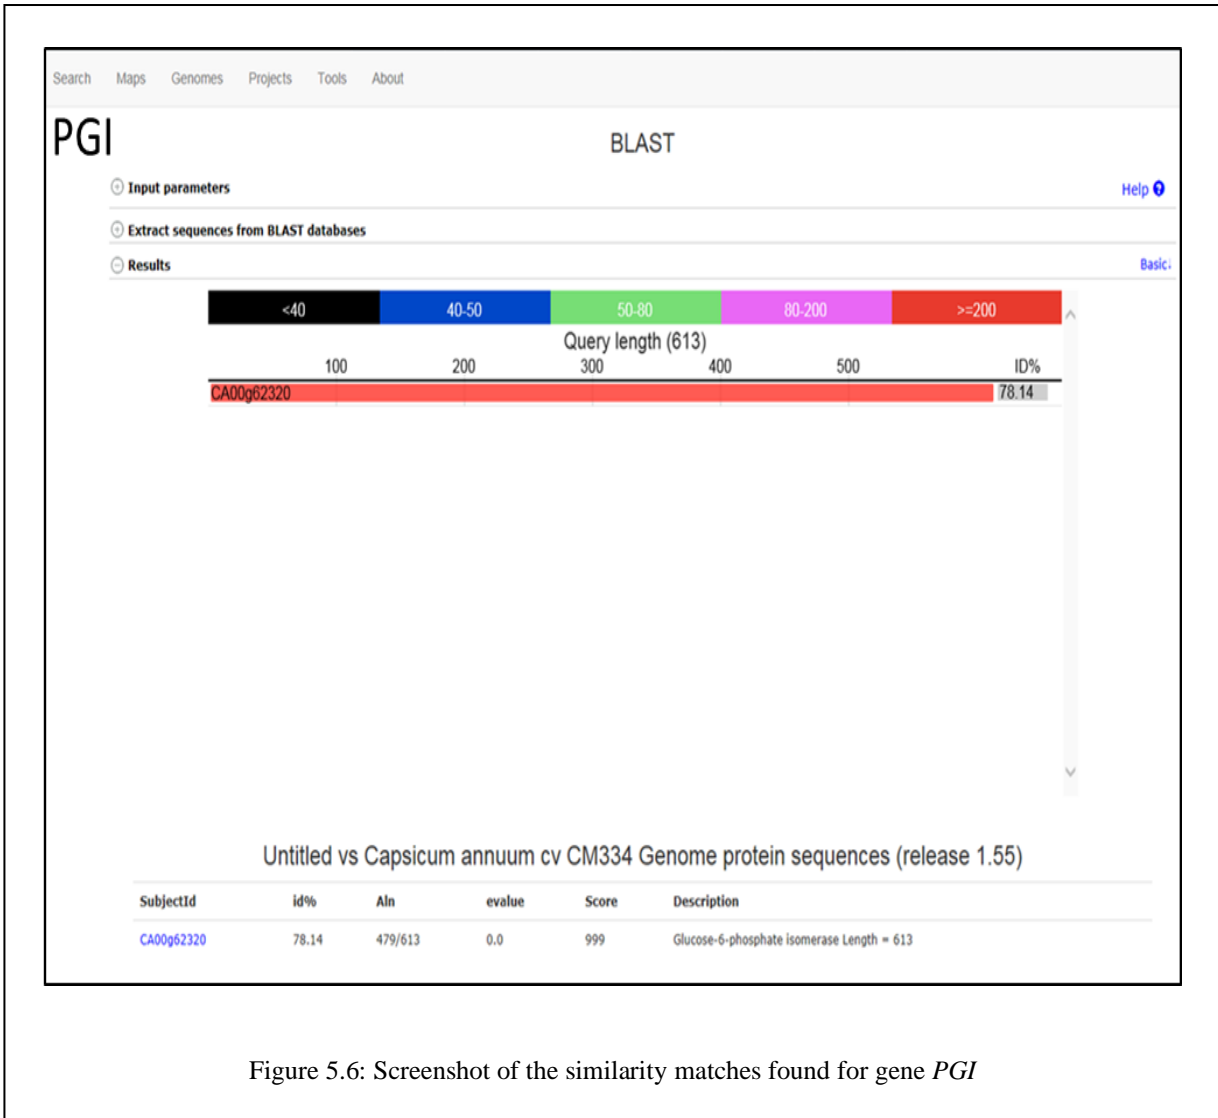 Search Maps Genomes Projects Tools About
PGI
BLAST
Input parameters
Help
Extract sequences from BLAST databases
Results
Basic
<40 40-50 50-80 80-200 >=200
Query length (613)
100 200 300 400 500 ID%
CA00g62320 78.14
Untitled vs Capsicum annuum cv CM334 Genome protein sequences (release 1.55)
SubjectId id% Aln evalue Score Description
CA00g62320 78.14 479/613 0.0 999 Glucose-6-phosphate isomerase Length = 613
Figure 5.6: Screenshot of the similarity matches found for gene PGI